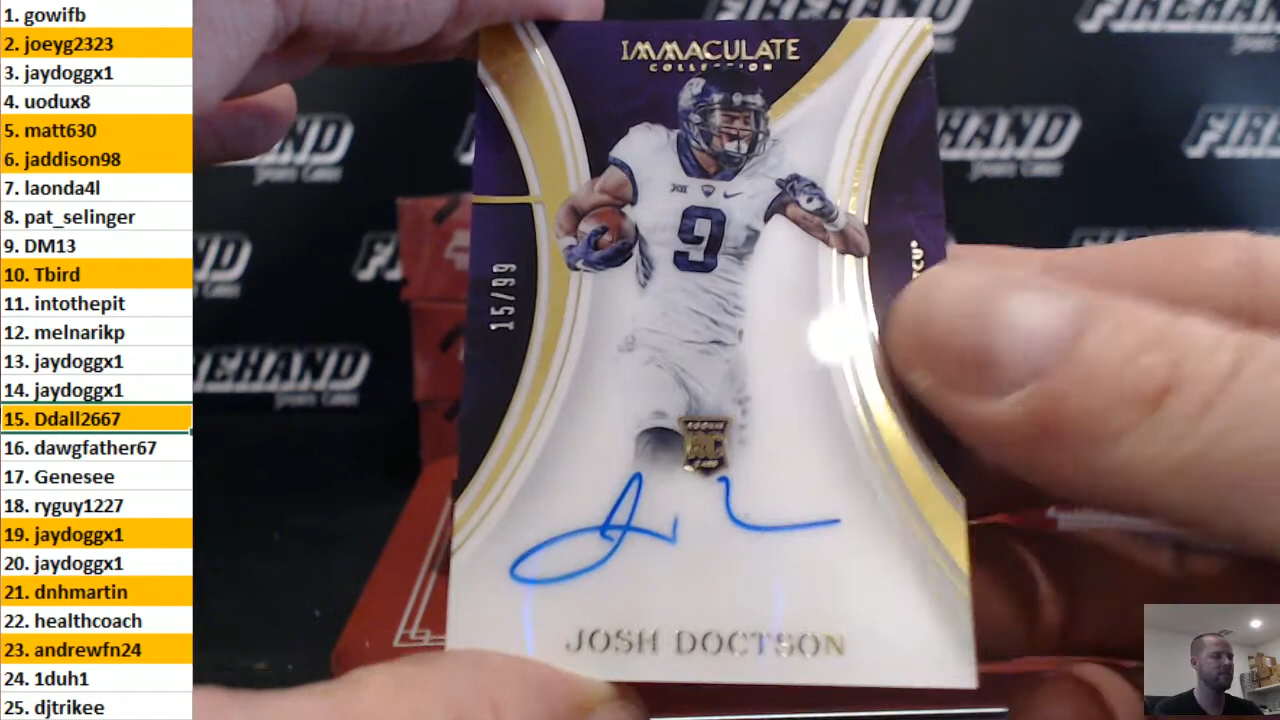 1. gowifb
2. joeyg2323
3. jaydoggx1
4. uodux8
5. matt630
6. jaddison98
7. laonda4l
8. pat_selinger
9. DM13
10. Tbird
11. intothepit
12. melnarikp
13. jaydoggx1
14. jaydoggx1
15. Ddall2667
16. dawgfather67
17. Genesee
18. ryguy1227
19. jaydoggx1
20. jaydoggx1
21. dnhmartin
22. healthcoach
23. andrewfn24
24. 1duh1
25. djtrikee
IMMACULATE
COLLECTION
XII
9
15/99
TCU
RC
JOSH DOCTSON
FIREHAND